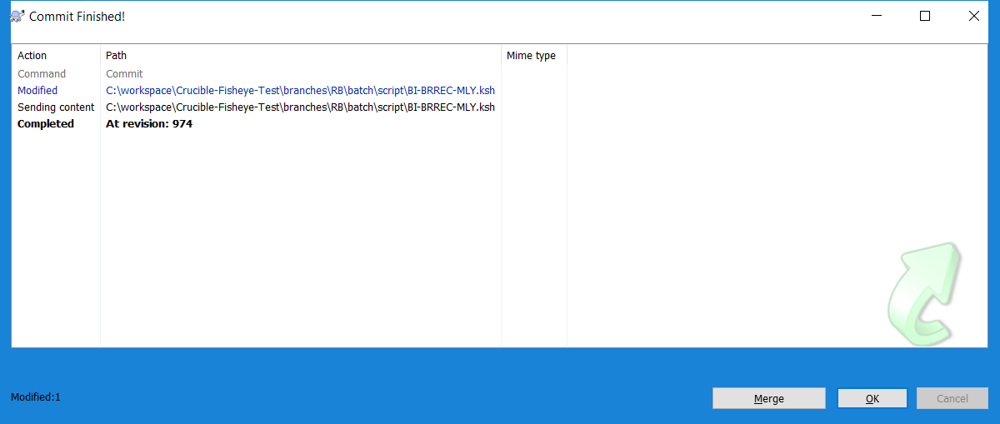 Commit Finished!
Action Path Mime type
Command Commit
Modified C:\workspace\Crucible-Fisheye-Test\branches\RB\batch\script\BI-BRREC-MLY.ksh
Sending content C:\workspace\Crucible-Fisheye-Test\branches\RB\batch\script\BI-BRREC-MLY.ksh
Completed At revision: 974
Modified:1 Merge OK Cancel